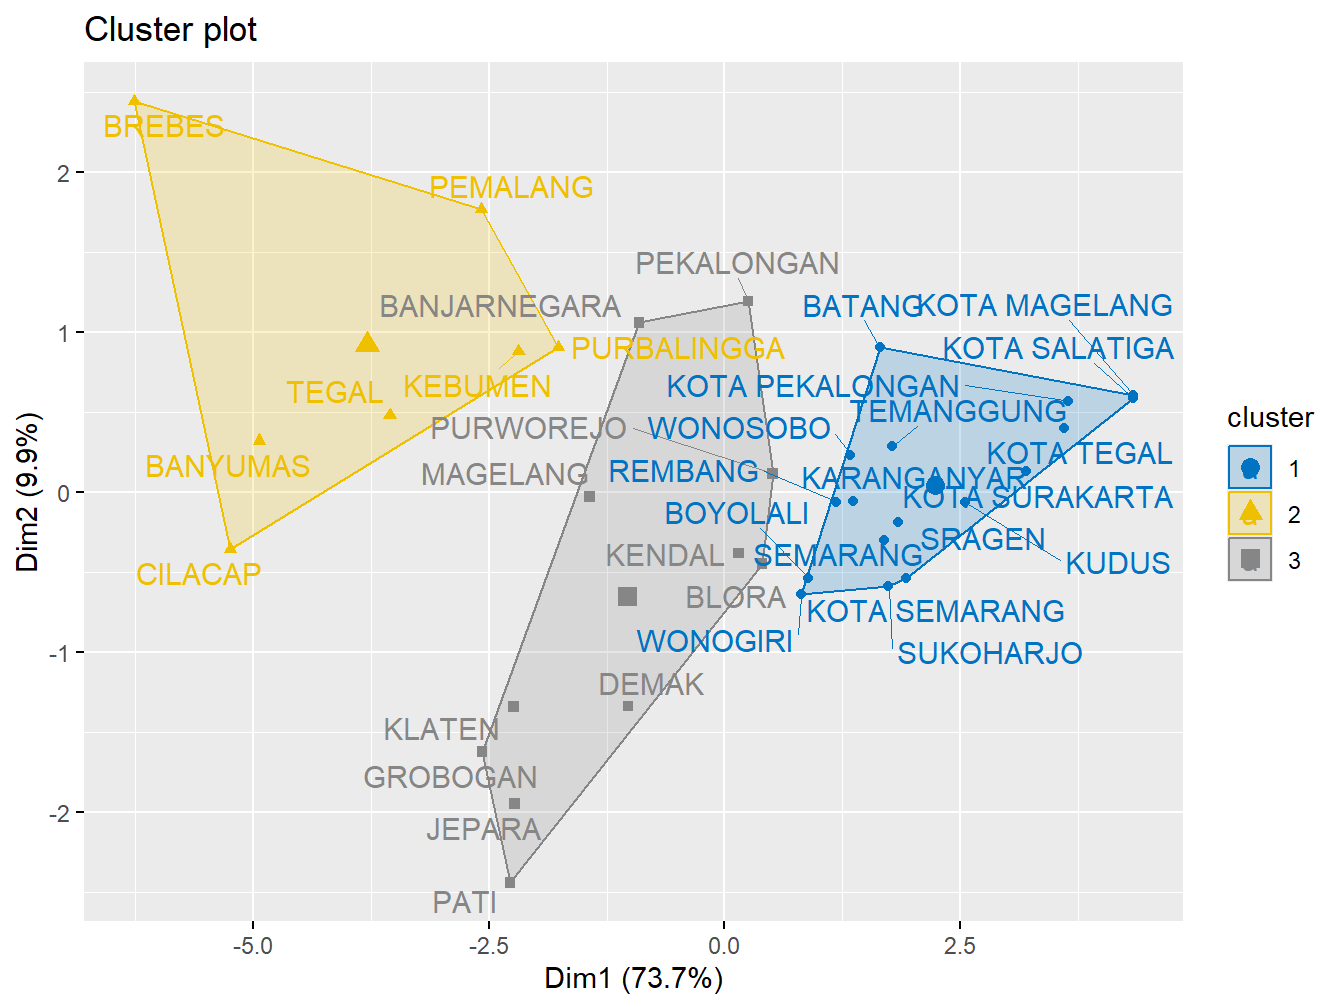 Cluster plot
BREBES
PEMALANG
PEKALONGAN
BANJARNEGARA
BATANG
KOTA MAGELANG
PURBALINGGA
KOTA SALATIGA
TEGAL
KEBUMEN
KOTA PEKALONGAN
TEMANGGUNG
PURWOREJO
WONOSOBO
BANYUMAS
MAGELANG
REMBANG
KARANGANYAR
KOTA TEGAL
KOTA SURAKARTA
BOYOLALI
SRAGEN
CILACAP
KENDAL
SEMARANG
KUDUS
BLORA
KOTA SEMARANG
WONOGIRI
SUKOHARJO
DEMAK
KLATEN
GROBOGAN
JEPARA
PATI
2
1
0
-1
-2
Dim2 (9.9%)
-5.0
-2.5
0.0
2.5
Dim1 (73.7%)
cluster
a 1
a 2
a 3